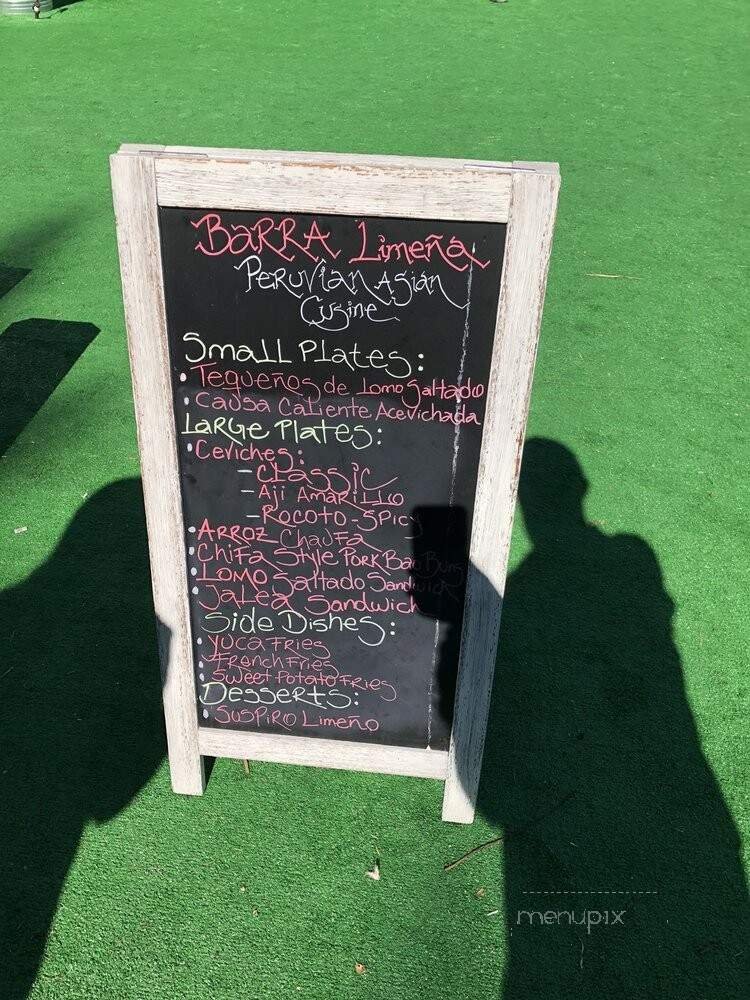 BARRA Limeña
PERUVIAN ASIAN
Cusine
Small Plates:
Tequeños de Lomo Saltado
Causa Caliente Acevichada
Large Plates:
Ceviches:
- Classic
- Aji Amarillo
- Rocoto - Spicy
Arroz Chaufa
Chifa Style Pork Bao Buns
Lomo Saltado Sandwich
Jalea Sandwich
Side Dishes:
Yuca Fries
French Fries
Sweet Potato Fries
Desserts:
Suspiro Limeño
menupix